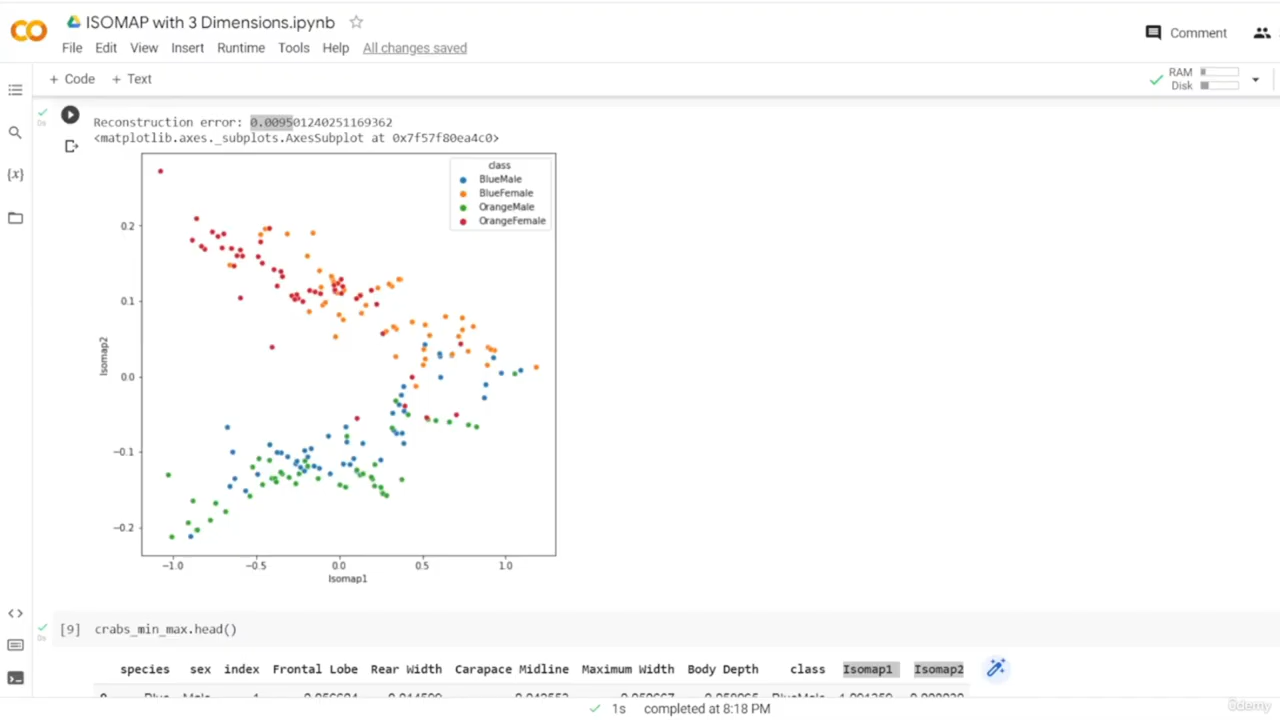 ISOMAP with 3 Dimensions.ipynb
File Edit View Insert Runtime Tools Help All changes saved
Comment
+ Code + Text
RAM
Disk
0s
Reconstruction error: 0.009501240251169362
<matplotlib.axes._subplots.AxesSubplot at 0x7f57f80ea4c0>
{x}
class
BlueMale
BlueFemale
OrangeMale
OrangeFemale
0.2
0.1
0.0
−0.1
−0.2
Isomap2
−1.0 −0.5 0.0 0.5 1.0
Isomap1
0s
[9] crabs_min_max.head()
species sex index Frontal Lobe Rear Width Carapace Midline Maximum Width Body Depth class Isomap1 Isomap2
1s completed at 8:18 PM
ûdemy